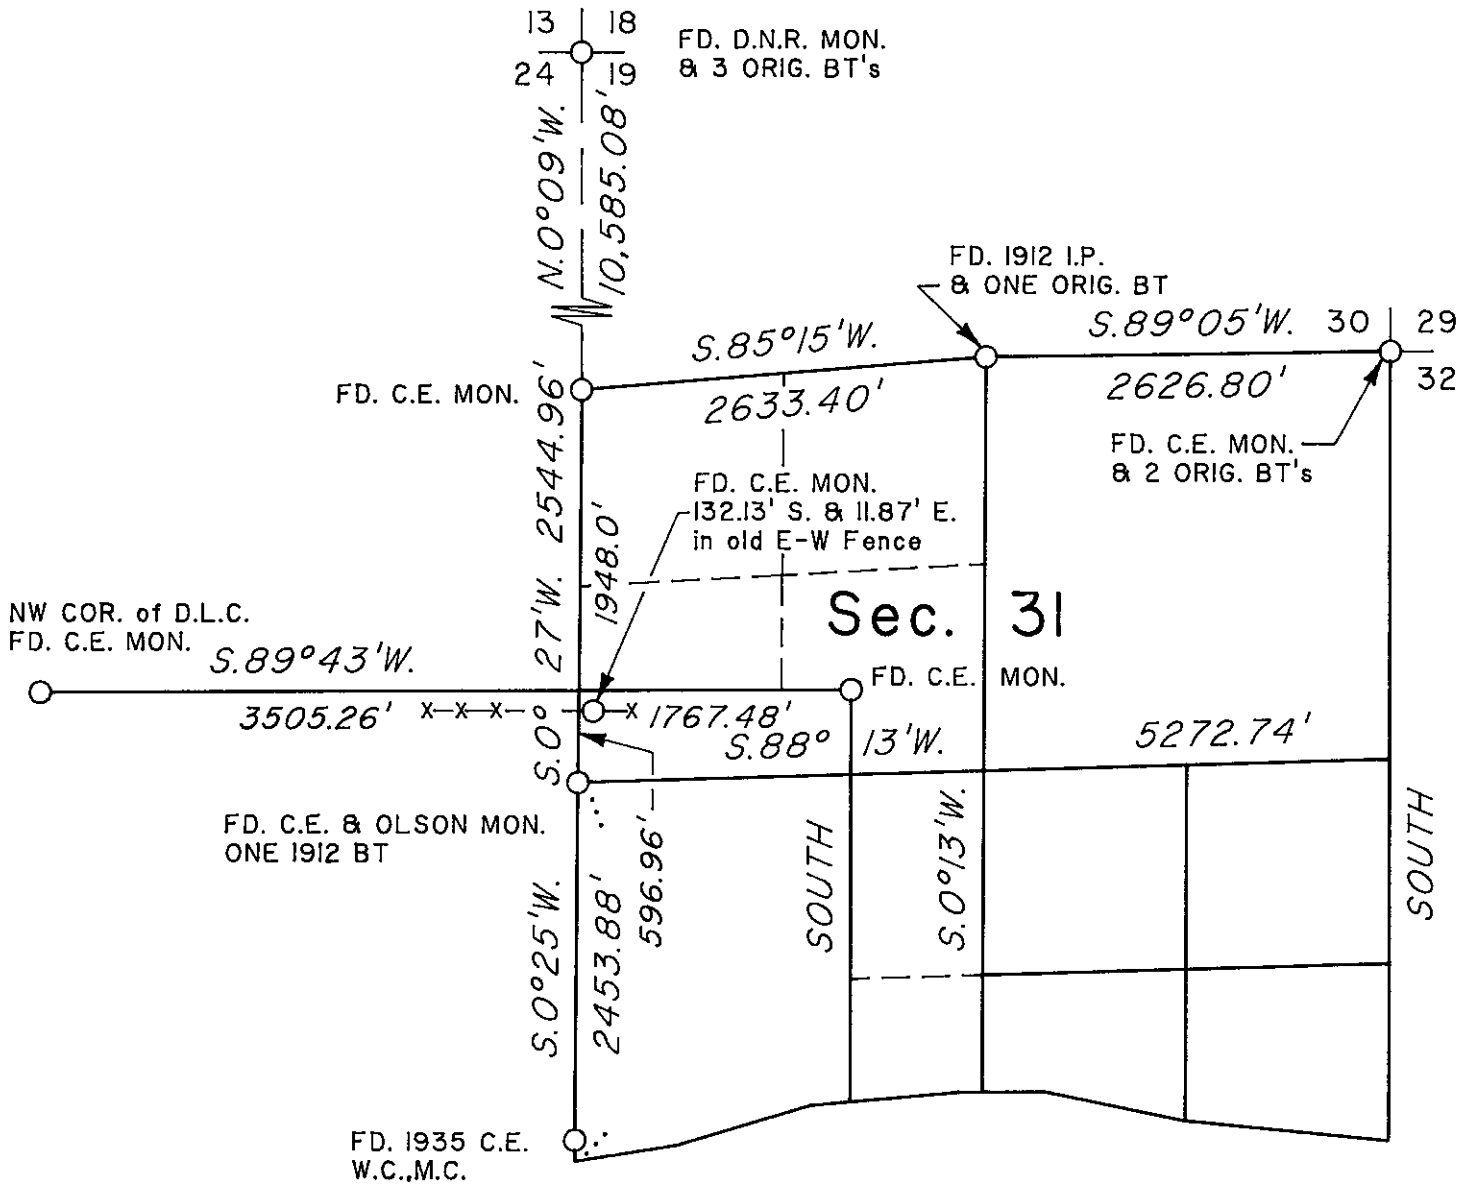 13 18
24 19
FD. D.N.R. MON.
& 3 ORIG. BT's
N.0°09'W.
10,585.08'
FD. 1912 I.P.
& ONE ORIG. BT
S.85°15'W.
2633.40'
S.89°05'W.
2626.80'
30 29
32
FD. C.E. MON.
FD. C.E. MON.
& 2 ORIG. BT's
S.0° 27'W. 2544.96'
1948.0'
FD. C.E. MON.
132.13' S. & 11.87' E.
in old E-W Fence
Sec. 31
NW COR. of D.L.C.
FD. C.E. MON.
S.89°43'W.
3505.26'
X-X-X- -X
1767.48'
FD. C.E. MON.
S.88° 13'W.
5272.74'
FD. C.E. & OLSON MON.
ONE 1912 BT
596.96'
S.0°25'W.
2453.88'
SOUTH
S.0°13'W.
SOUTH
FD. 1935 C.E.
W.C.,M.C.